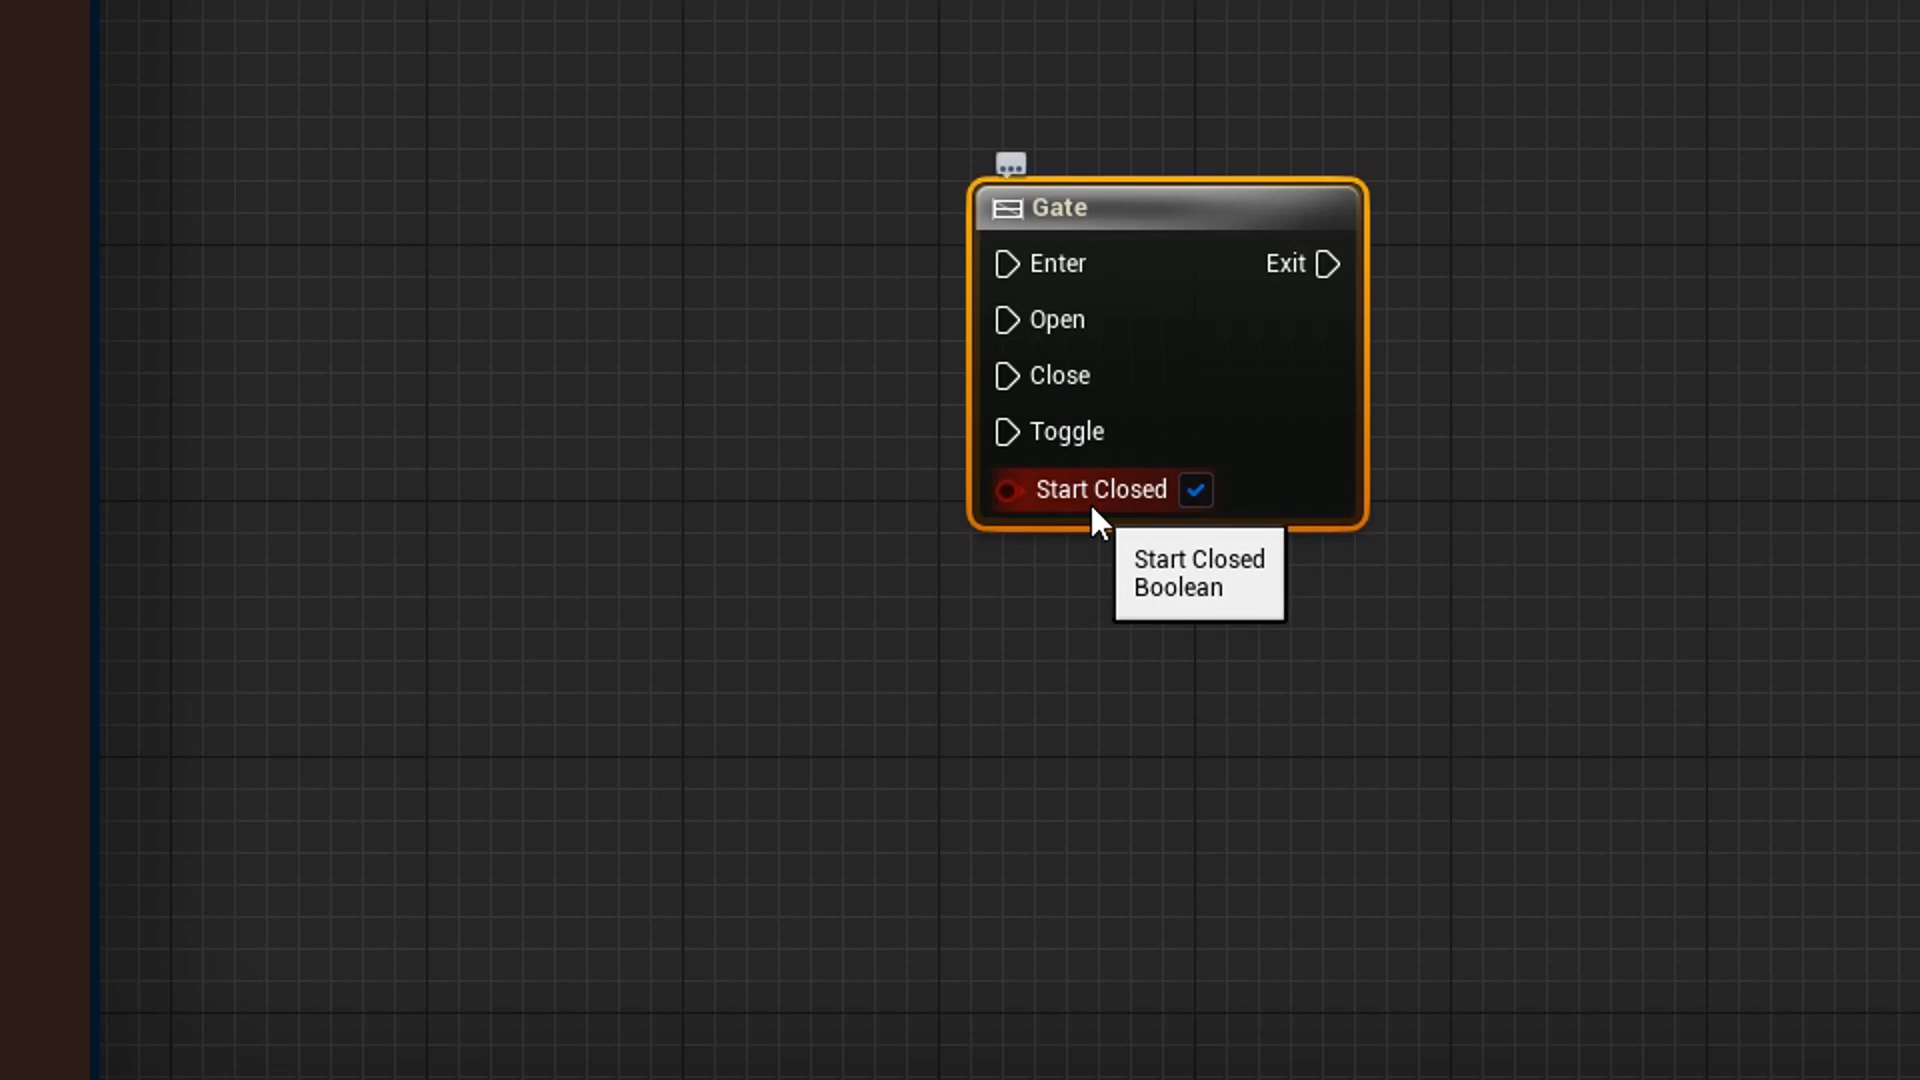 Gate
Enter
Exit
Open
Close
Toggle
Start Closed
Start Closed
Boolean